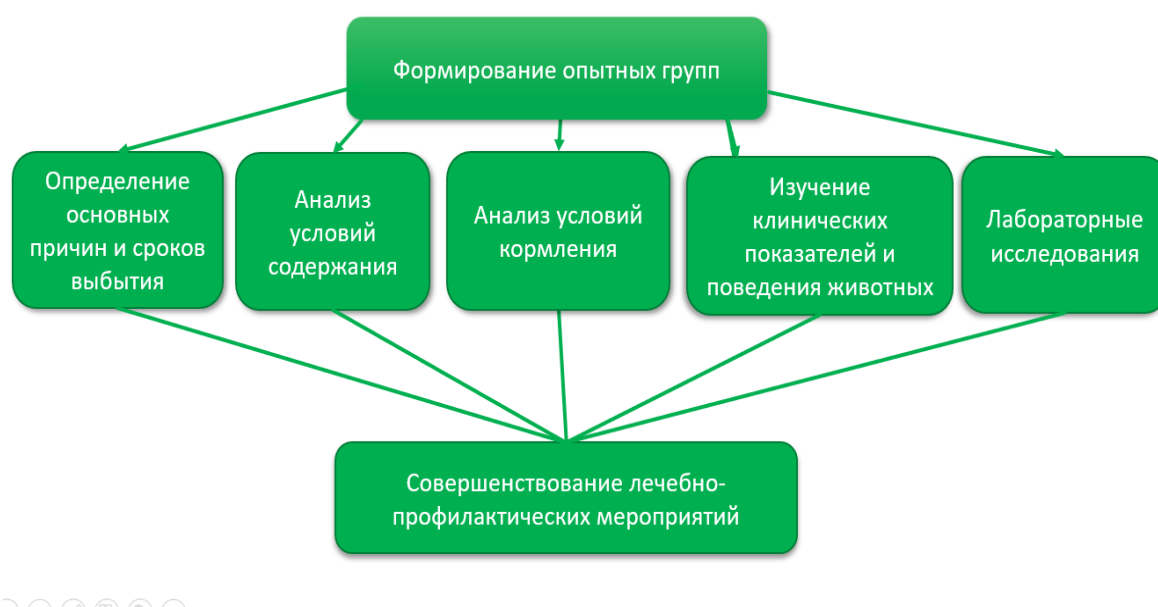 Формирование опытных групп
Определение
основных
причин и сроков
выбытия
Анализ
условий
содержания
Анализ условий
кормления
Изучение
клинических
показателей и
поведения животных
Лабораторные
исследования
Совершенствование лечебно-
профилактических мероприятий